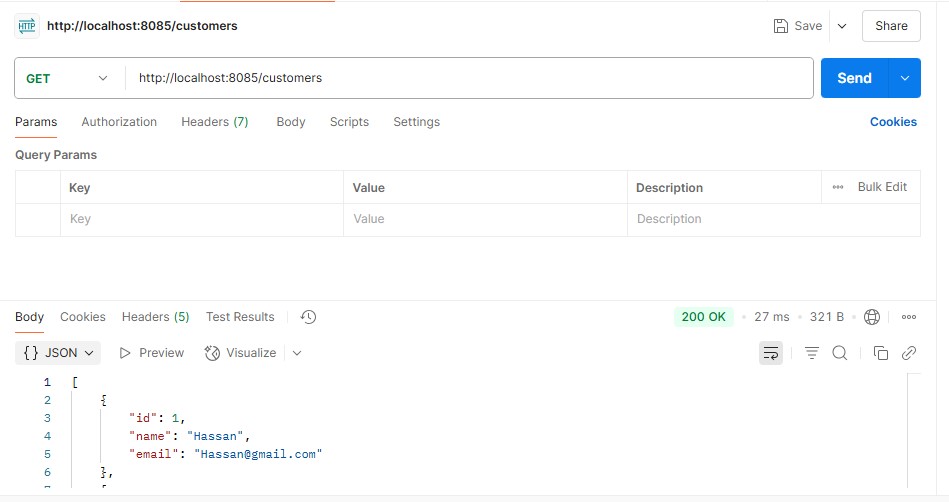 HTTP http://localhost:8085/customers Save Share
GET http://localhost:8085/customers Send
Params Authorization Headers (7) Body Scripts Settings Cookies
Query Params
Key Value Description ••• Bulk Edit
Key Value Description
Body Cookies Headers (5) Test Results 200 OK • 27 ms • 321 B •••
{} JSON Preview Visualize
1 [
2 {
3 "id": 1,
4 "name": "Hassan",
5 "email": "Hassan@gmail.com"
6 },